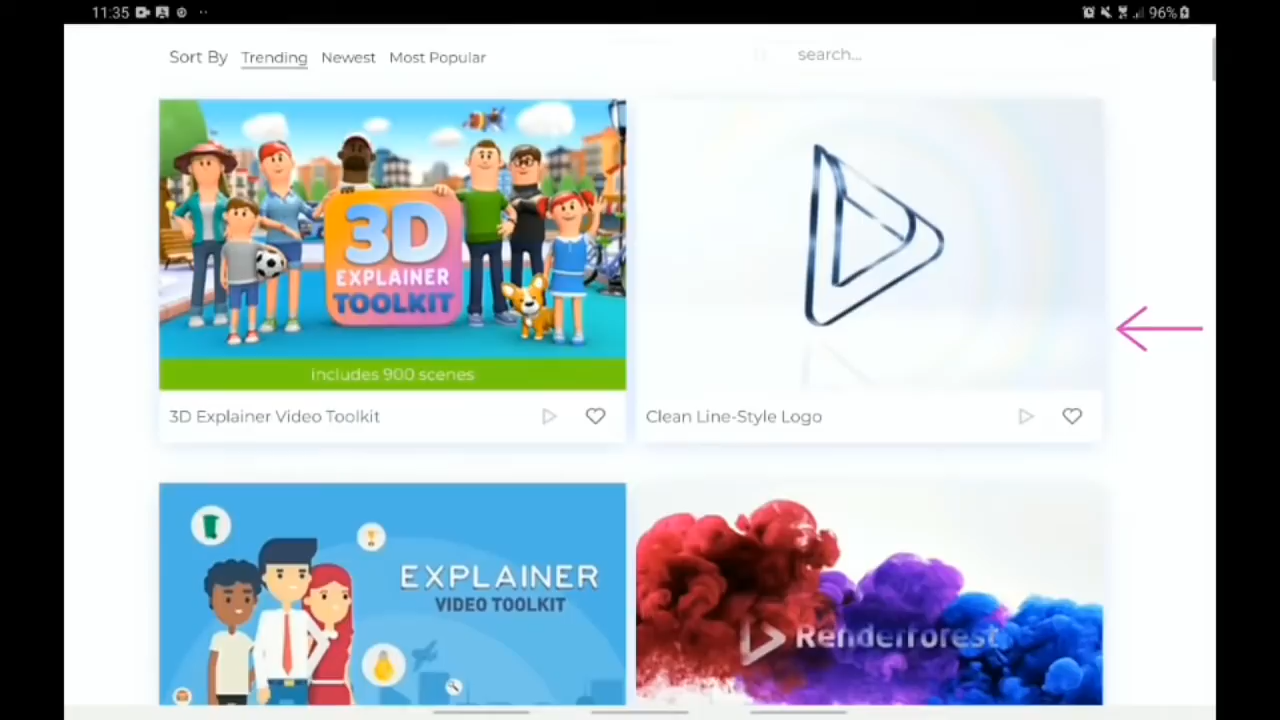 11:35
96%
Sort By Trending Newest Most Popular
search...
3D
EXPLAINER
TOOLKIT
includes 900 scenes
3D Explainer Video Toolkit
Clean Line-Style Logo
EXPLAINER
VIDEO TOOLKIT
Renderforest